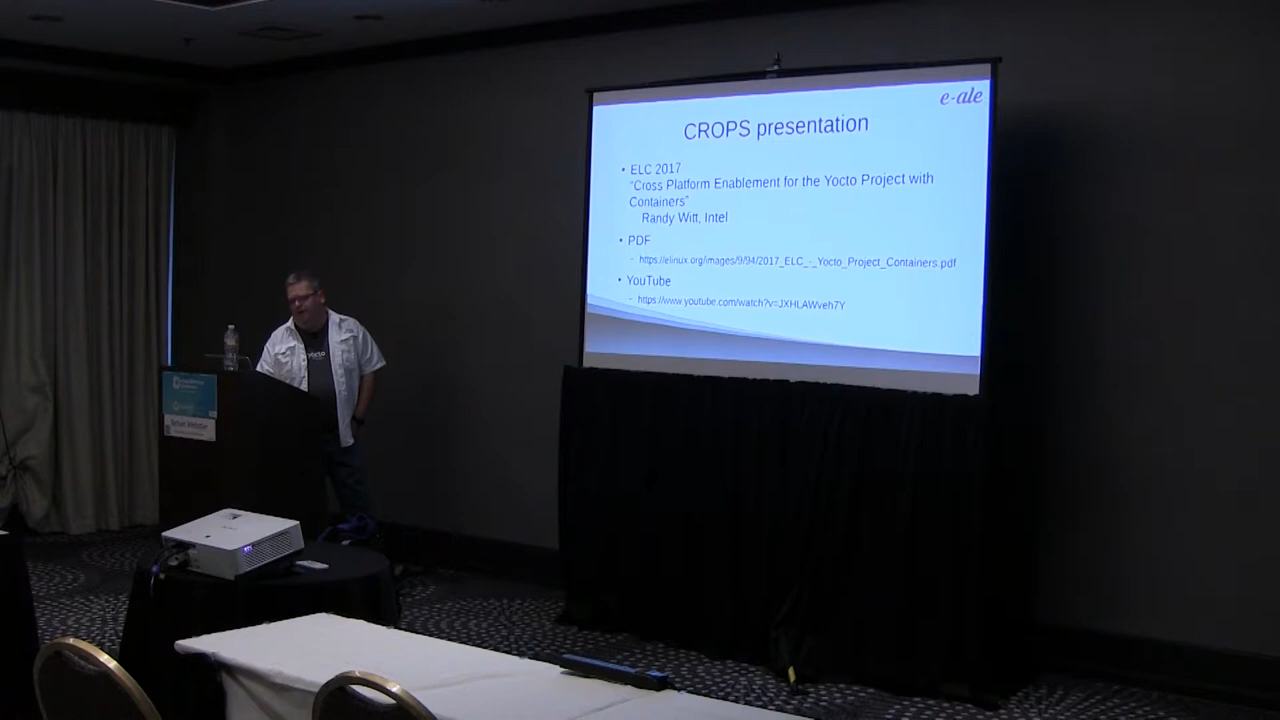 e-ale
CROPS presentation
• ELC 2017
"Cross Platform Enablement for the Yocto Project with
Containers"
Randy Witt, Intel
• PDF
- https://elinux.org/images/9/94/2017_ELC_-_Yocto_Project_Containers.pdf
• YouTube
- https://www.youtube.com/watch?v=JXHLAWveh7Y
yocto